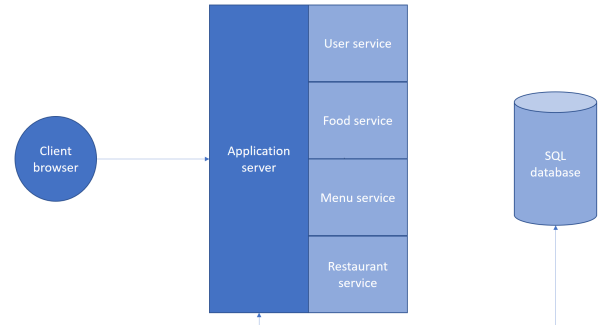 Client
browser
Application
server
User service
Food service
Menu service
Restaurant
service
SQL
database